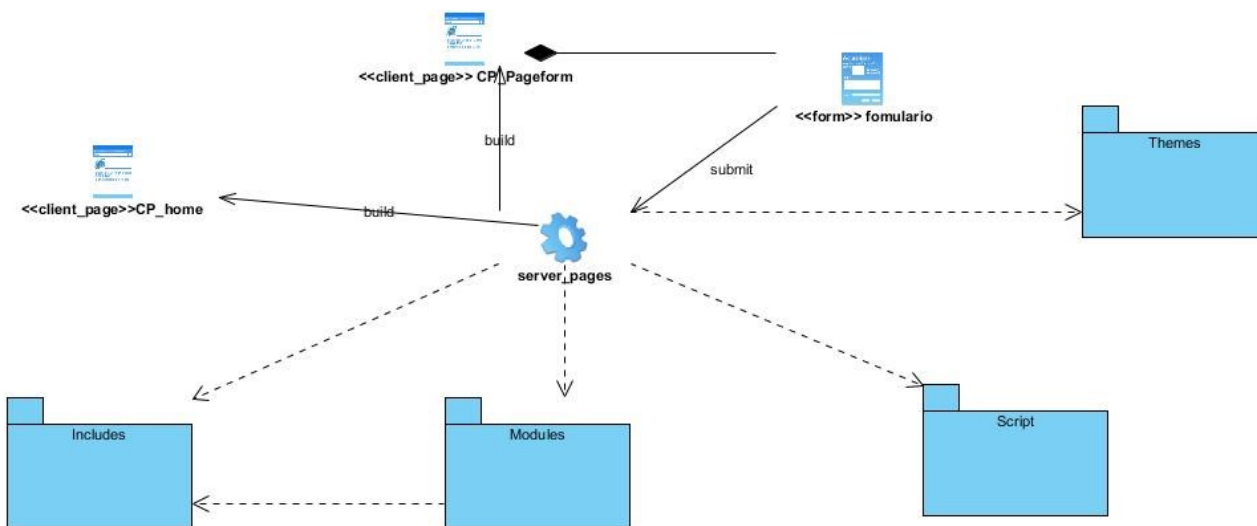 <<client_page>> CP_Pageform
<<form>> fomulario
Themes
build
submit
<<client_page>>CP_home
build
server_pages
Includes
Modules
Script